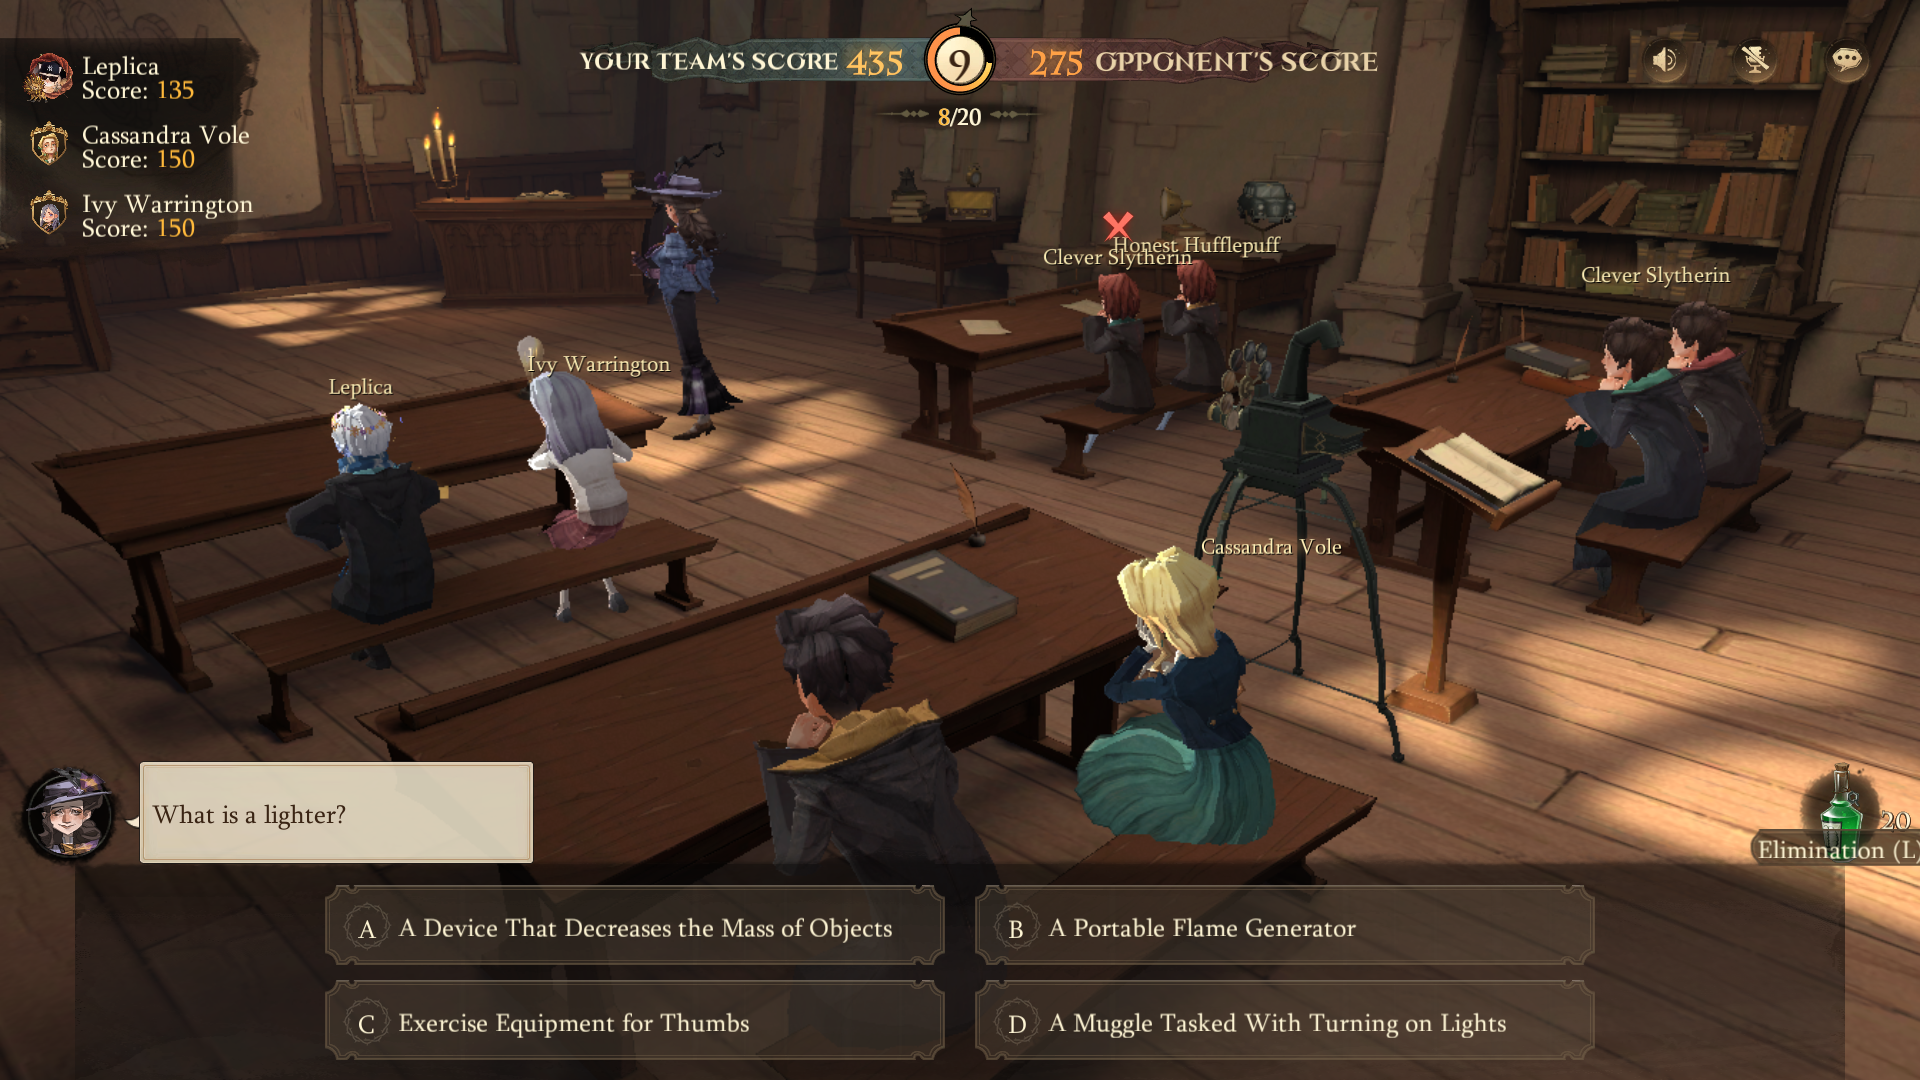 Leplica
Score: 135
Cassandra Vole
Score: 150
Ivy Warrington
Score: 150
YOUR TEAM'S SCORE 435
9
275 OPPONENT'S SCORE
8/20
Honest Hufflepuff
Clever Slytherin
Clever Slytherin
Ivy Warrington
Leplica
Cassandra Vole
What is a lighter?
20
Elimination (L)
A A Device That Decreases the Mass of Objects
B A Portable Flame Generator
C Exercise Equipment for Thumbs
D A Muggle Tasked With Turning on Lights